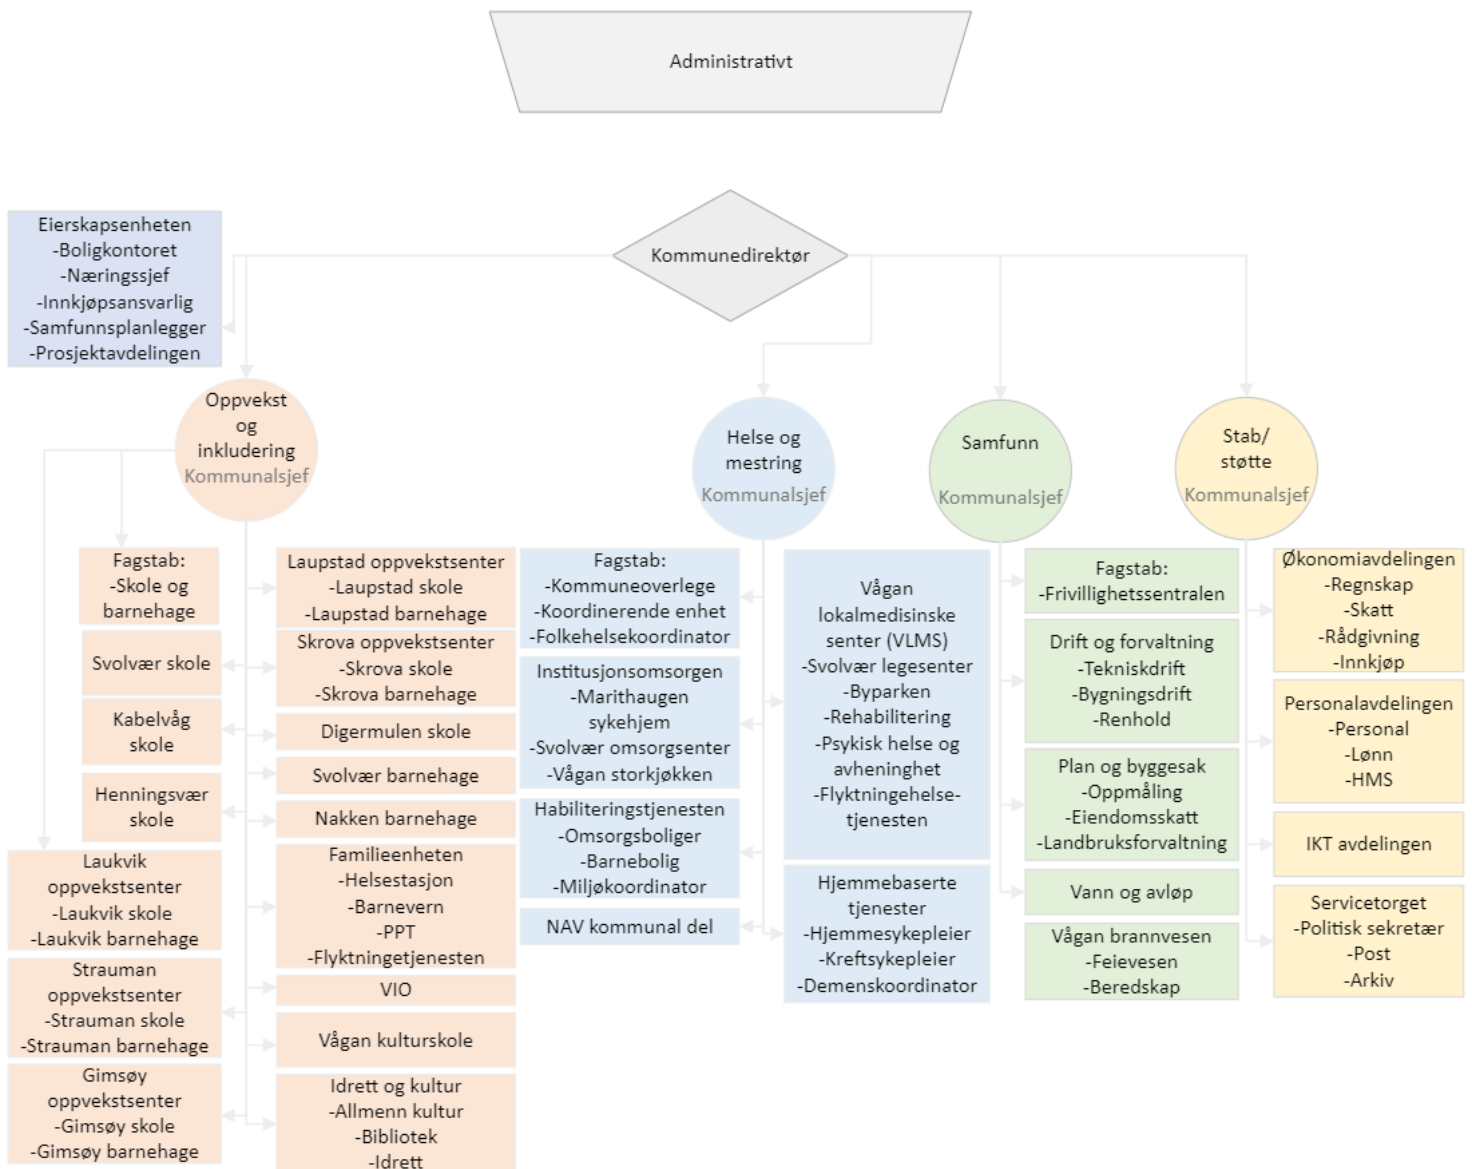 Administrativt
Kommunedirektør
Eierskapsenheten
-Boligkontoret
-Næringssjef
-Innkjøpsansvarlig
-Samfunnsplanlegger
-Prosjektavdelingen
Oppvekst
og
inkludering
Kommunalsjef
Helse og
mestring
Kommunalsjef
Samfunn
Kommunalsjef
Stab/
støtte
Kommunalsjef
Fagstab:
-Skole og
barnehage
Svolvær skole
Kabelvåg
skole
Henningsvær
skole
Laukvik
oppvekstsenter
-Laukvik skole
-Laukvik barnehage
Strauman
oppvekstsenter
-Strauman skole
-Strauman barnehage
Gimsøy
oppvekstsenter
-Gimsøy skole
-Gimsøy barnehage
Laupstad oppvekstsenter
-Laupstad skole
-Laupstad barnehage
Skrova oppvekstsenter
-Skrova skole
-Skrova barnehage
Digermulen skole
Svolvær barnehage
Nakken barnehage
Familieenheten
-Helsestasjon
-Barnevern
-PPT
-Flyktningetjenesten
VIO
Vågan kulturskole
Idrett og kultur
-Allmenn kultur
-Bibliotek
-Idrett
Fagstab:
-Kommuneoverlege
-Koordinerende enhet
-Folkehelsekoordinator
Institusjonsomsorgen
-Marithaugen
sykehjem
-Svolvær omsorgsenter
-Vågan storkjøkken
Habiliteringstjenesten
-Omsorgsboliger
-Barnebolig
-Miljøkoordinator
NAV kommunal del
Vågan
lokalmedisinske
senter (VLMS)
-Svolvær legesenter
-Byparken
-Rehabilitering
-Psykisk helse og
avheninghet
-Flyktningehelse-
tjenesten
Hjemmebaserte
tjenester
-Hjemmesykepleier
-Kreftsykepleier
-Demenskoordinator
Fagstab:
-Frivillighetssentralen
Drift og forvaltning
-Tekniskdrift
-Bygningsdrift
-Renhold
Plan og byggesak
-Oppmåling
-Eiendomsskatt
-Landbruksforvaltning
Vann og avløp
Vågan brannvesen
-Feievesen
-Beredskap
Økonomiavdelingen
-Regnskap
-Skatt
-Rådgivning
-Innkjøp
Personalavdelingen
-Personal
-Lønn
-HMS
IKT avdelingen
Servicetorget
-Politisk sekretær
-Post
-Arkiv